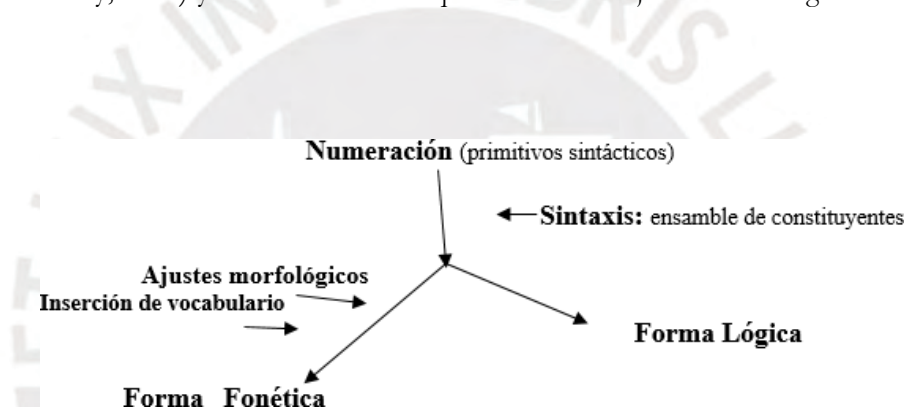 Numeración (primitivos sintácticos)
Sintaxis: ensamble de constituyentes
Ajustes morfológicos
Inserción de vocabulario
Forma Lógica
Forma Fonética